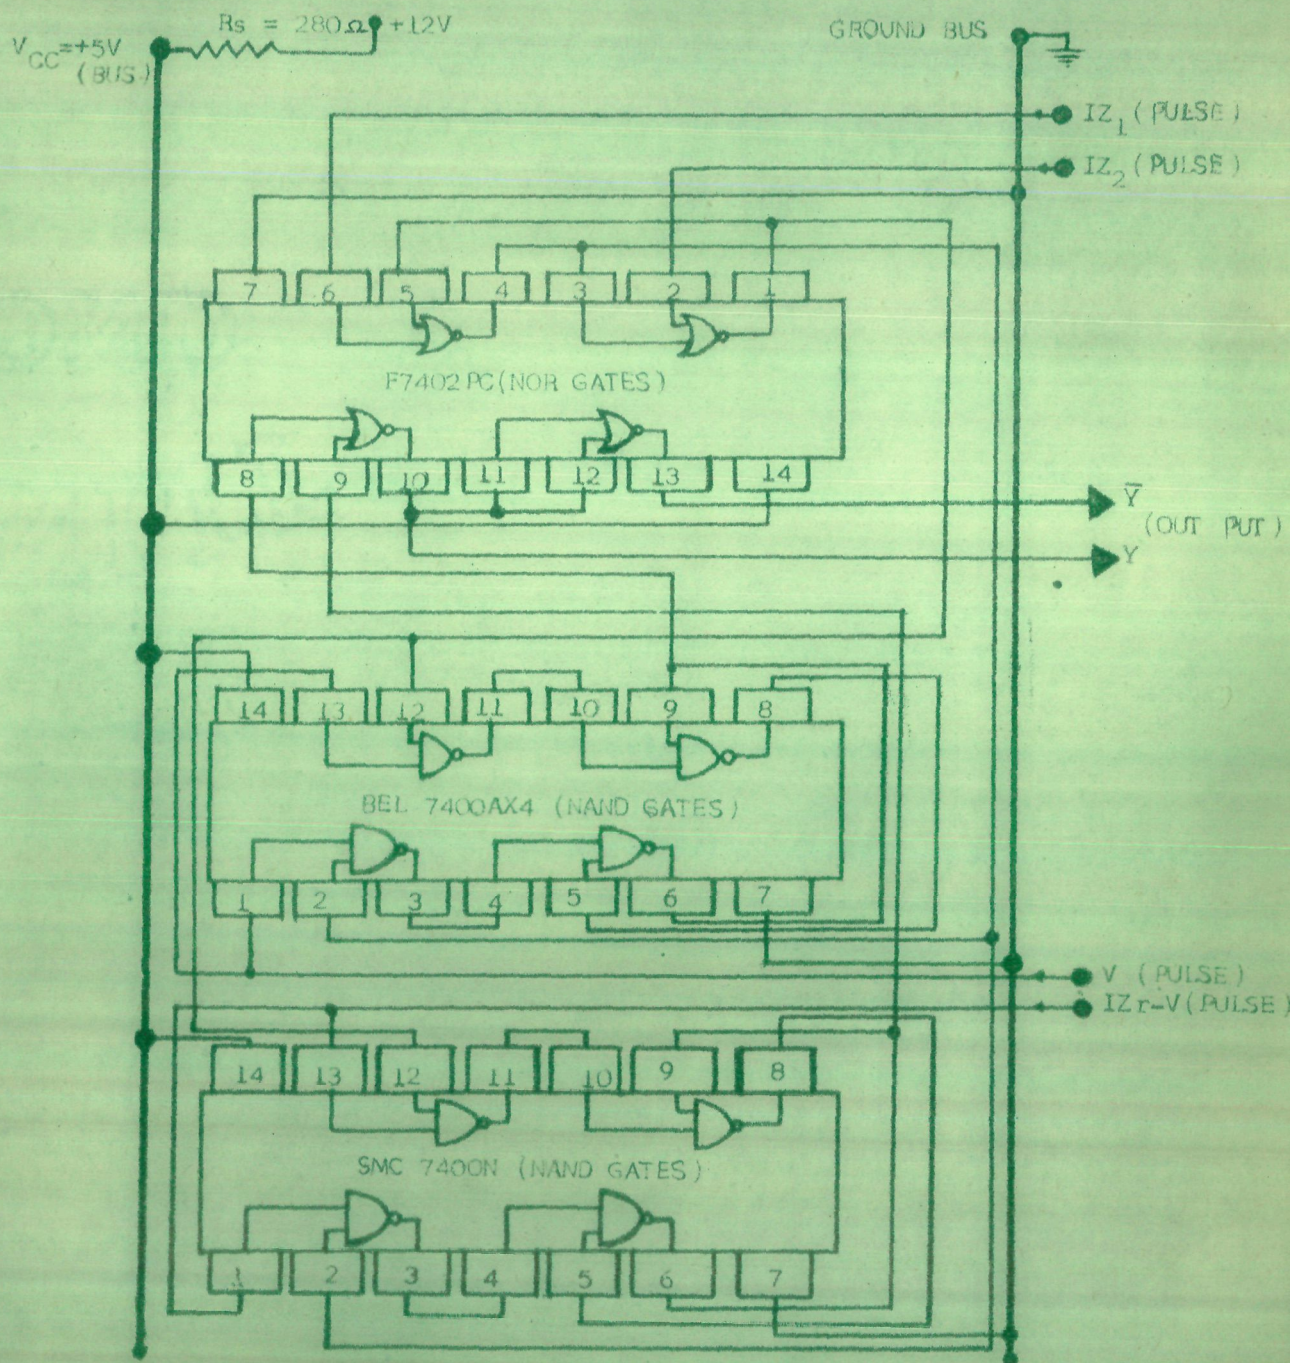 Rs = 280Ω +12V
VCC=+5V
(BUS)
GROUND BUS
IZ1 (PULSE)
IZ2 (PULSE)
7 6 5 4 3 2 1
F7402PC(NOR GATES)
8 9 10 11 12 13 14
Ȳ
(OUT PUT)
Y
14 13 12 11 10 9 8
BEL 7400AX4 (NAND GATES)
1 2 3 4 5 6 7
V (PULSE)
IZr-V(PULSE)
14 13 12 11 10 9 8
SMC 7400N (NAND GATES)
1 2 3 4 5 6 7